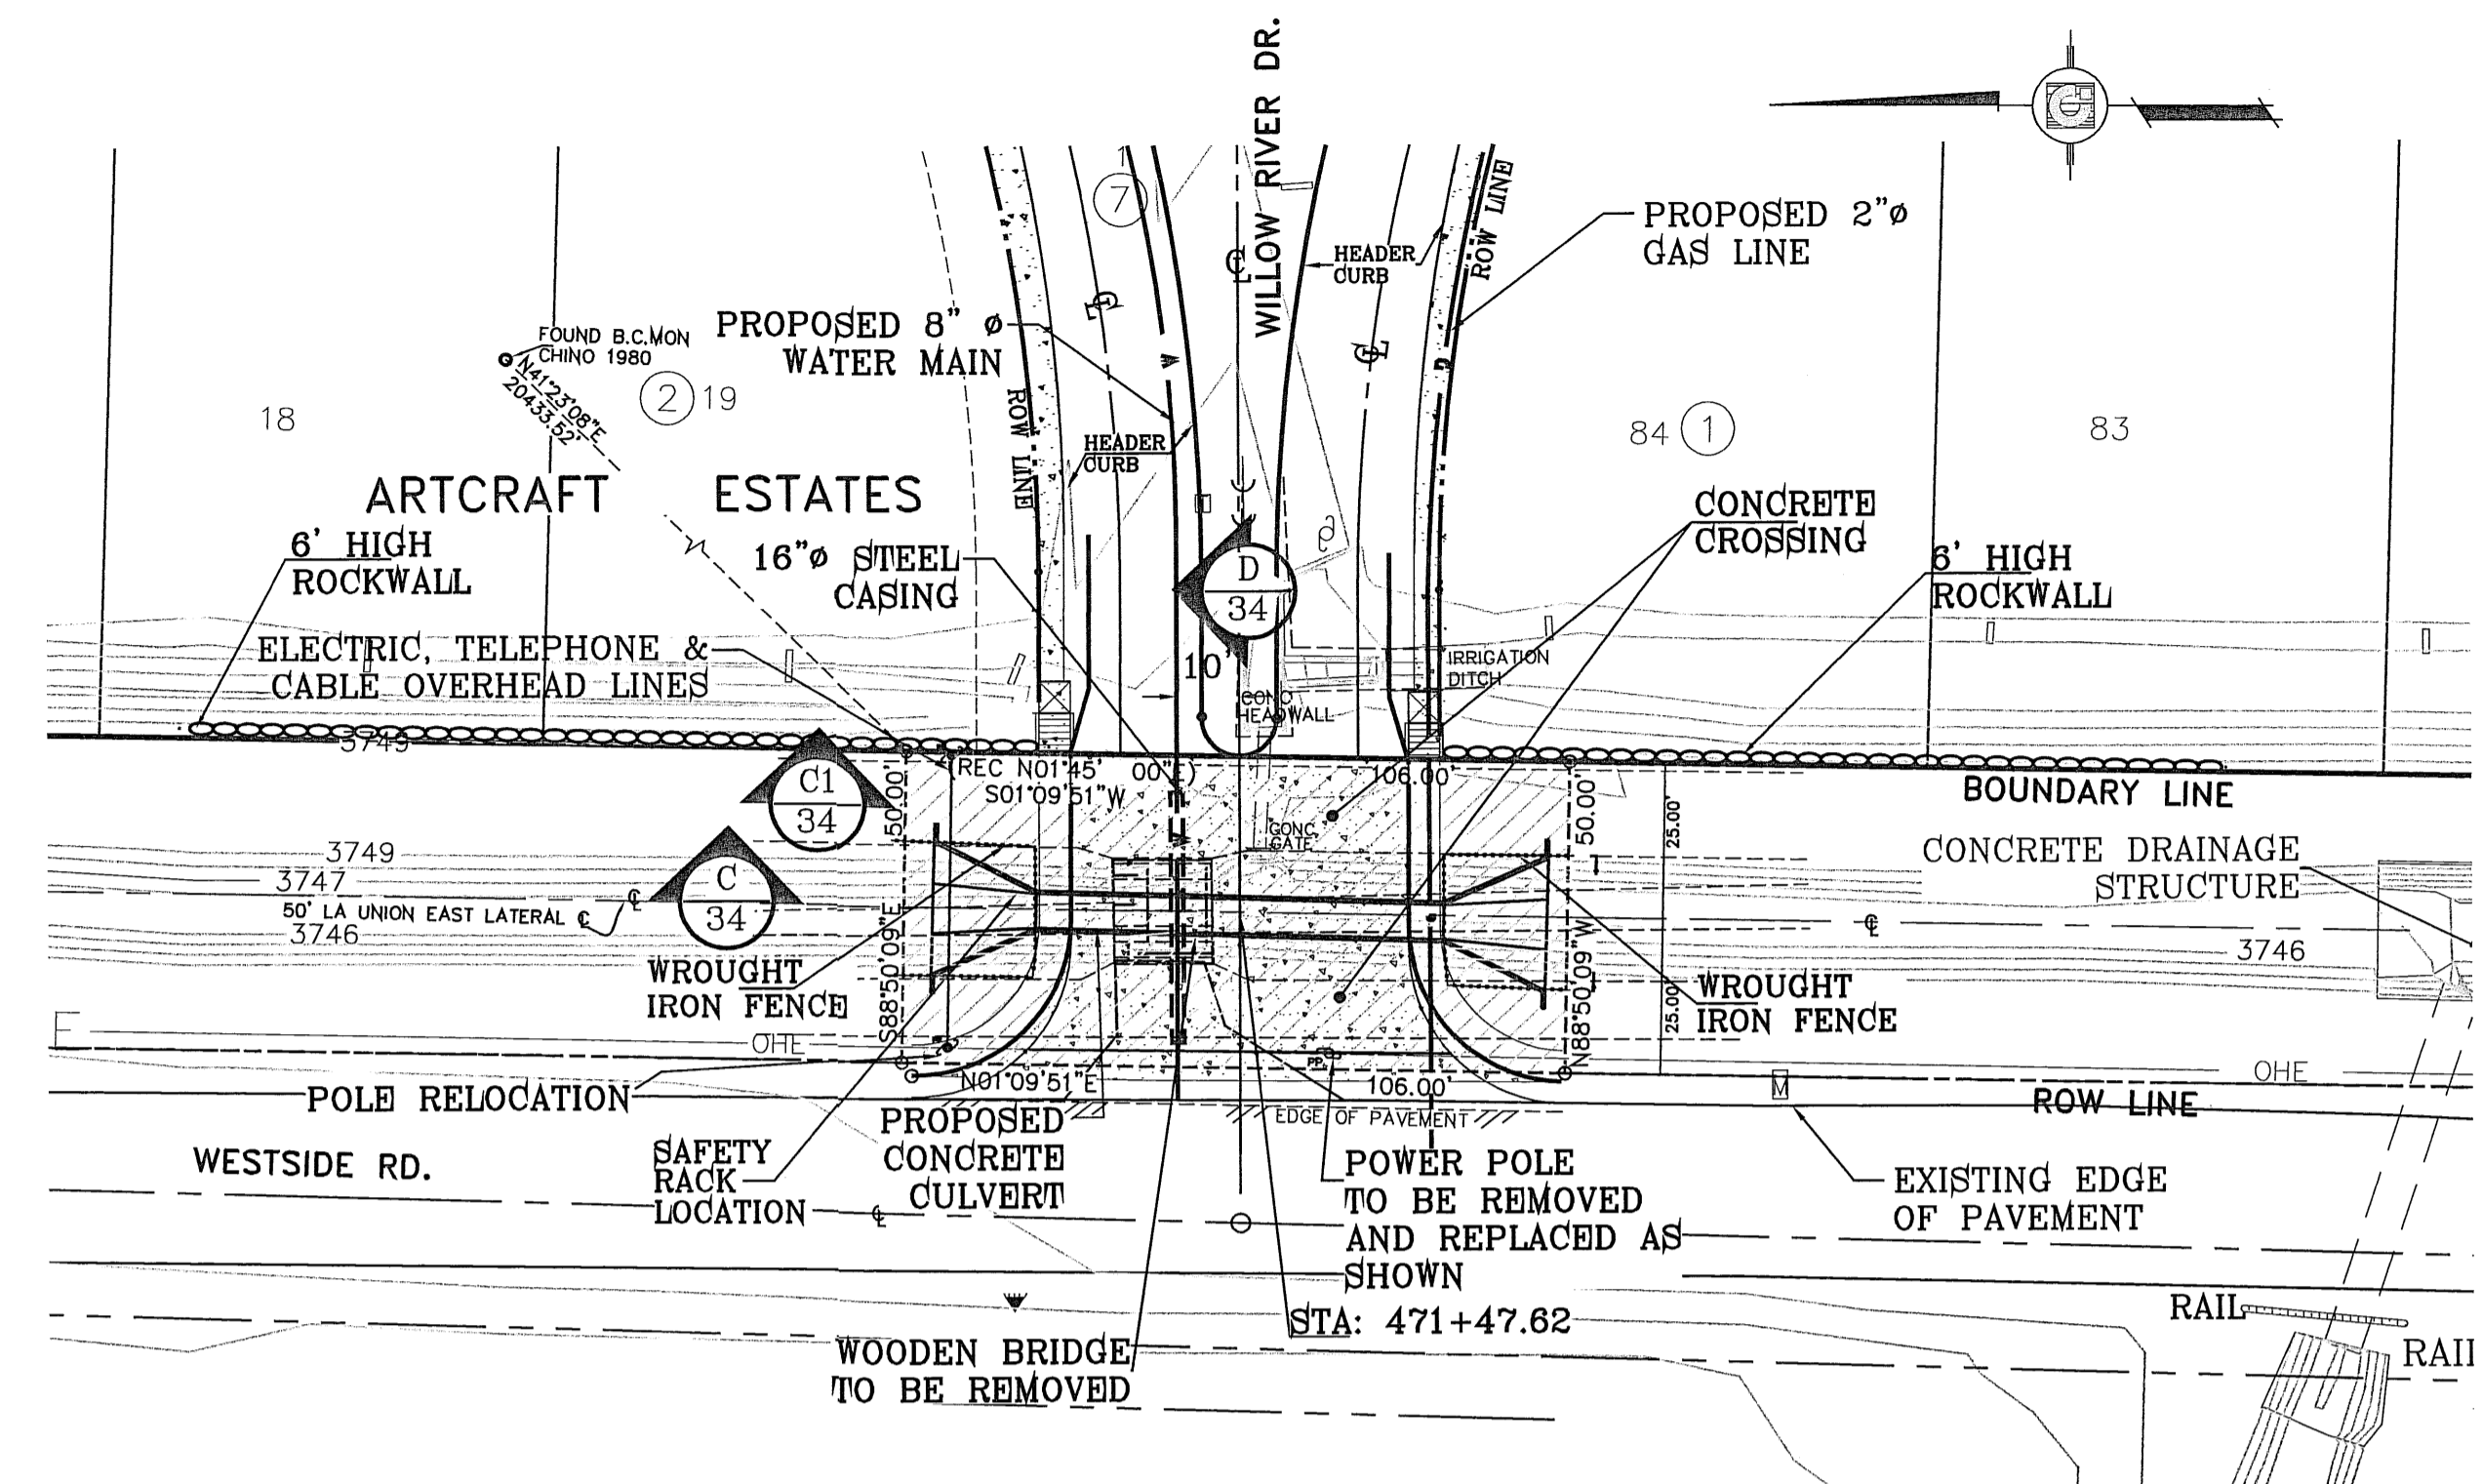 WILLOW RIVER DR.
1
7
ROW LINE
PROPOSED 2"ø
GAS LINE
HEADER
CURB
FOUND B.C.MON
CHINO 1980
N41°23'08"E
20433.52'
PROPOSED 8" ø
WATER MAIN
W
G
18
2 19
ROW LINE
HEADER
CURB
84 1
83
ARTCRAFT ESTATES
CONCRETE
CROSSING
6' HIGH
ROCKWALL
16"ø STEEL
CASING
D
34
6' HIGH
ROCKWALL
ELECTRIC, TELEPHONE &
CABLE OVERHEAD LINES
10'
IRRIGATION
DITCH
CONC
HEADWALL
3749
C1
34
(REC N01°45' 00"E)
S01°09'51"W
106.00'
50.00'
50.00'
25.00'
BOUNDARY LINE
CONC.
GATE
W
3749
3747
50' LA UNION EAST LATERAL ℄
3746
C
34
CONCRETE DRAINAGE
STRUCTURE
3746
WROUGHT
IRON FENCE
S88°50'09"E
N88°50'09"W
25.00'
WROUGHT
IRON FENCE
E
OHE
PP
OHE
M
N01°09'51"E
106.00'
POLE RELOCATION
ROW LINE
EDGE OF PAVEMENT
PROPOSED
CONCRETE
CULVERT
WESTSIDE RD.
SAFETY
RACK
LOCATION
POWER POLE
TO BE REMOVED
AND REPLACED AS
SHOWN
EXISTING EDGE
OF PAVEMENT
STA: 471+47.62
RAIL
RAIL
WOODEN BRIDGE
TO BE REMOVED